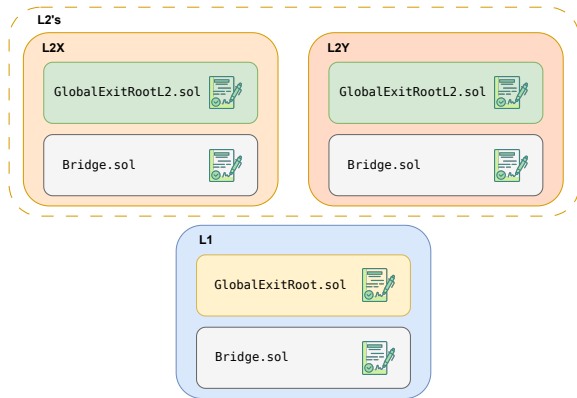 L2's
L2X
GlobalExitRootL2.sol
Bridge.sol
L2Y
GlobalExitRootL2.sol
Bridge.sol
L1
GlobalExitRoot.sol
Bridge.sol